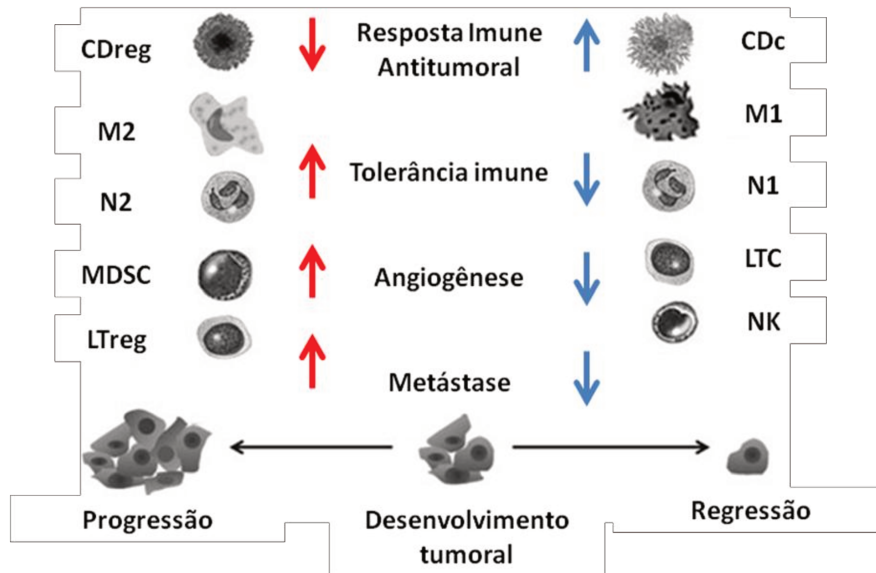 CDreg
Resposta Imune
Antitumoral
CDc
M2
M1
Tolerância imune
N2
N1
MDSC
Angiogênese
LTC
LTreg
NK
Metástase
Progressão
Desenvolvimento
tumoral
Regressão